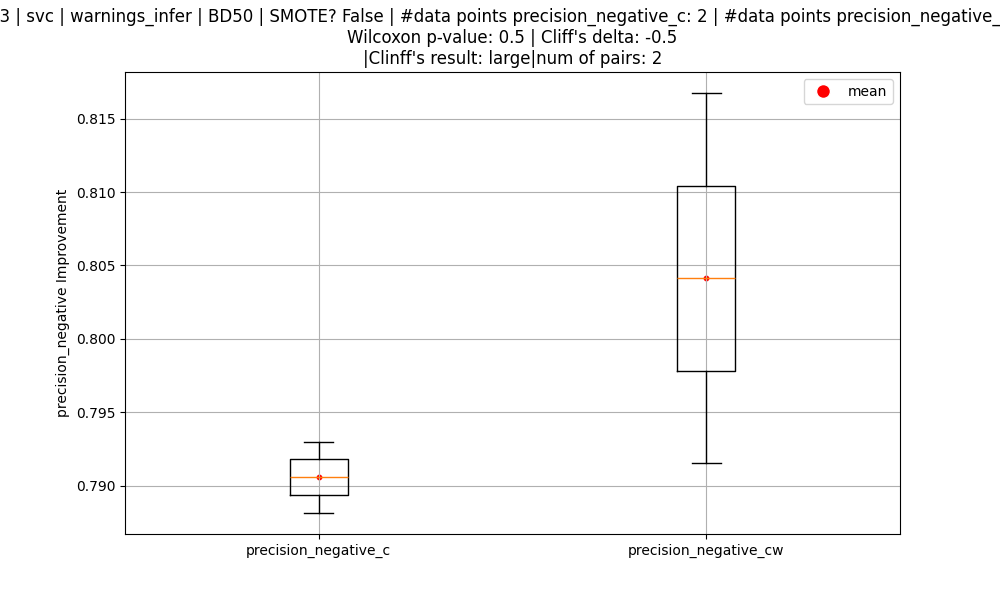 3 | svc | warnings_infer | BD50 | SMOTE? False | #data points precision_negative_c: 2 | #data points precision_negative_
Wilcoxon p-value: 0.5 | Cliff's delta: -0.5
|Clinff's result: large|num of pairs: 2
mean
0.815
0.810
0.805
0.800
0.795
0.790
precision_negative Improvement
precision_negative_c
precision_negative_cw